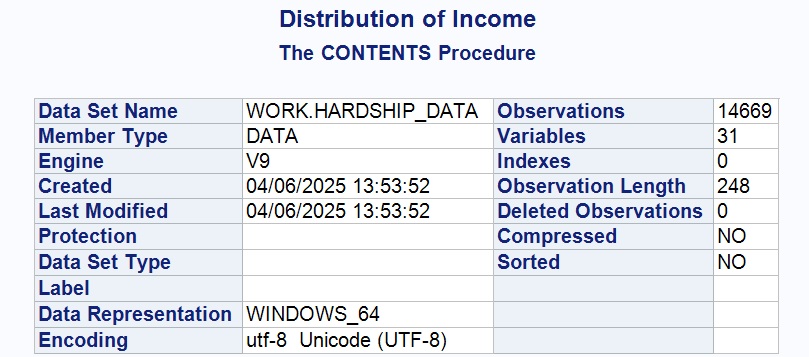 Distribution of Income
The CONTENTS Procedure
Data Set Name WORK.HARDSHIP_DATA Observations 14669
Member Type DATA Variables 31
Engine V9 Indexes 0
Created 04/06/2025 13:53:52 Observation Length 248
Last Modified 04/06/2025 13:53:52 Deleted Observations 0
Protection Compressed NO
Data Set Type Sorted NO
Label
Data Representation WINDOWS_64
Encoding utf-8 Unicode (UTF-8)